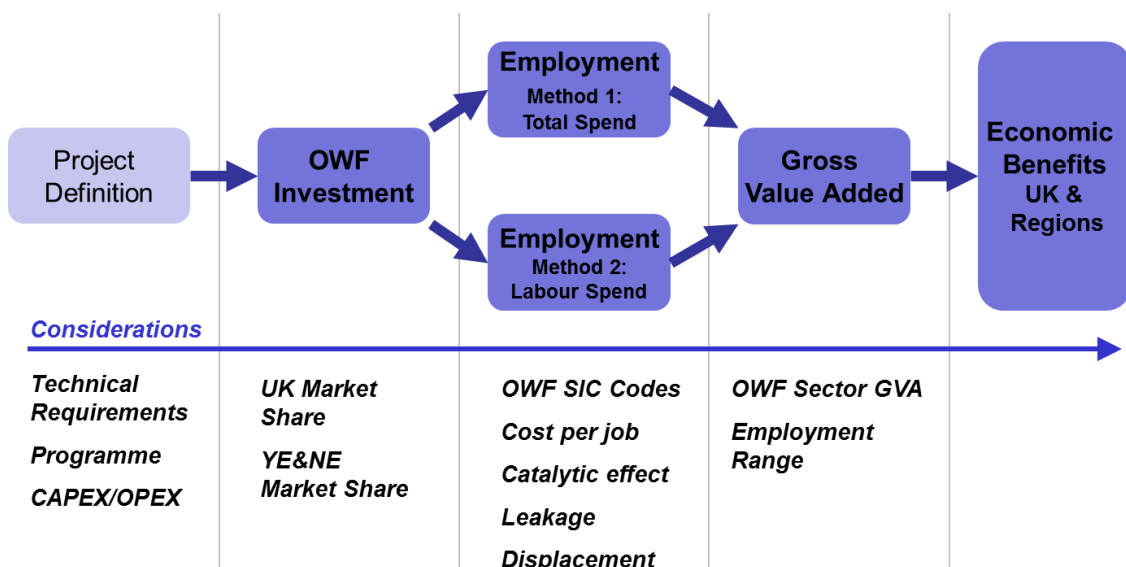 Project
Definition
OWF
Investment
Employment
Method 1:
Total Spend
Employment
Method 2:
Labour Spend
Gross
Value Added
Economic
Benefits
UK &
Regions
Considerations
Technical
Requirements
Programme
CAPEX/OPEX
UK Market
Share
YE&NE
Market Share
OWF SIC Codes
Cost per job
Catalytic effect
Leakage
Displacement
OWF Sector GVA
Employment
Range